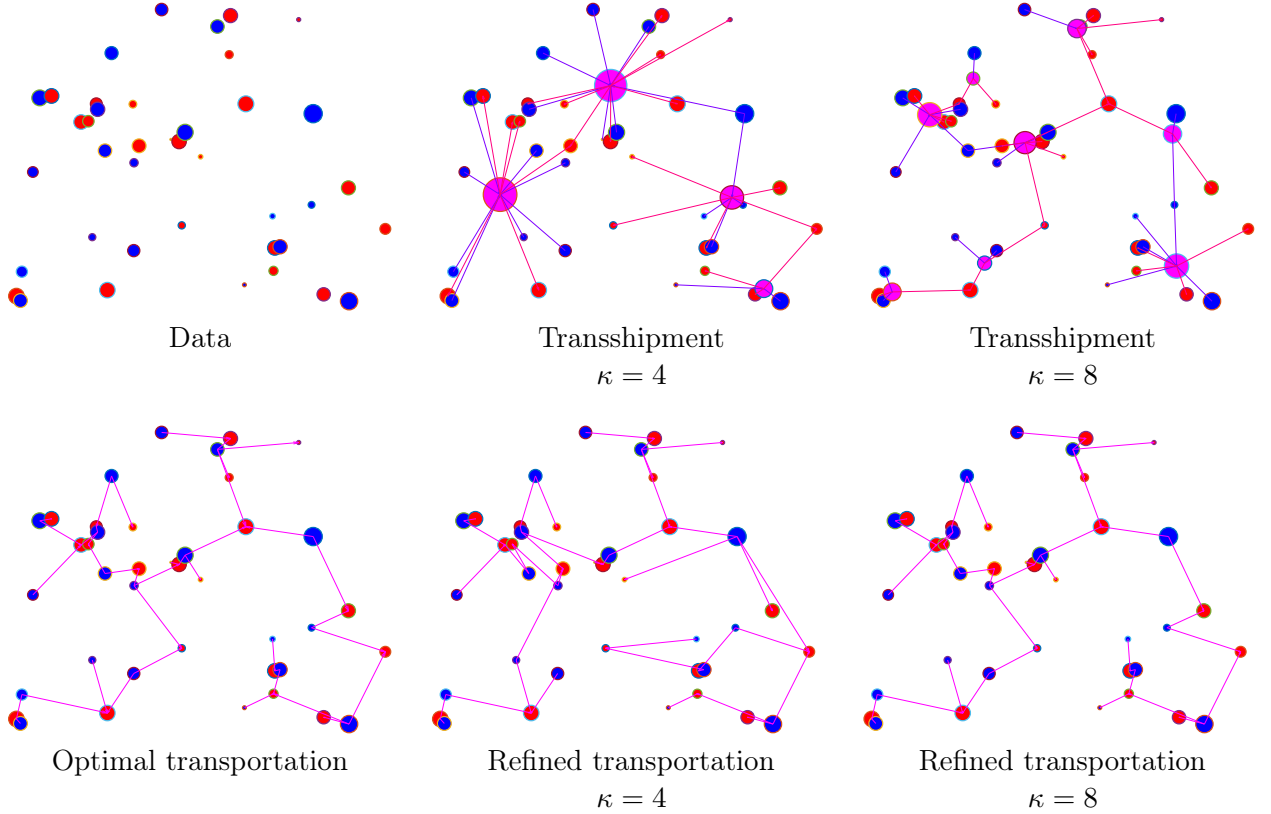 Data
Transshipment
κ = 4
Transshipment
κ = 8
Optimal transportation
Refined transportation
κ = 4
Refined transportation
κ = 8